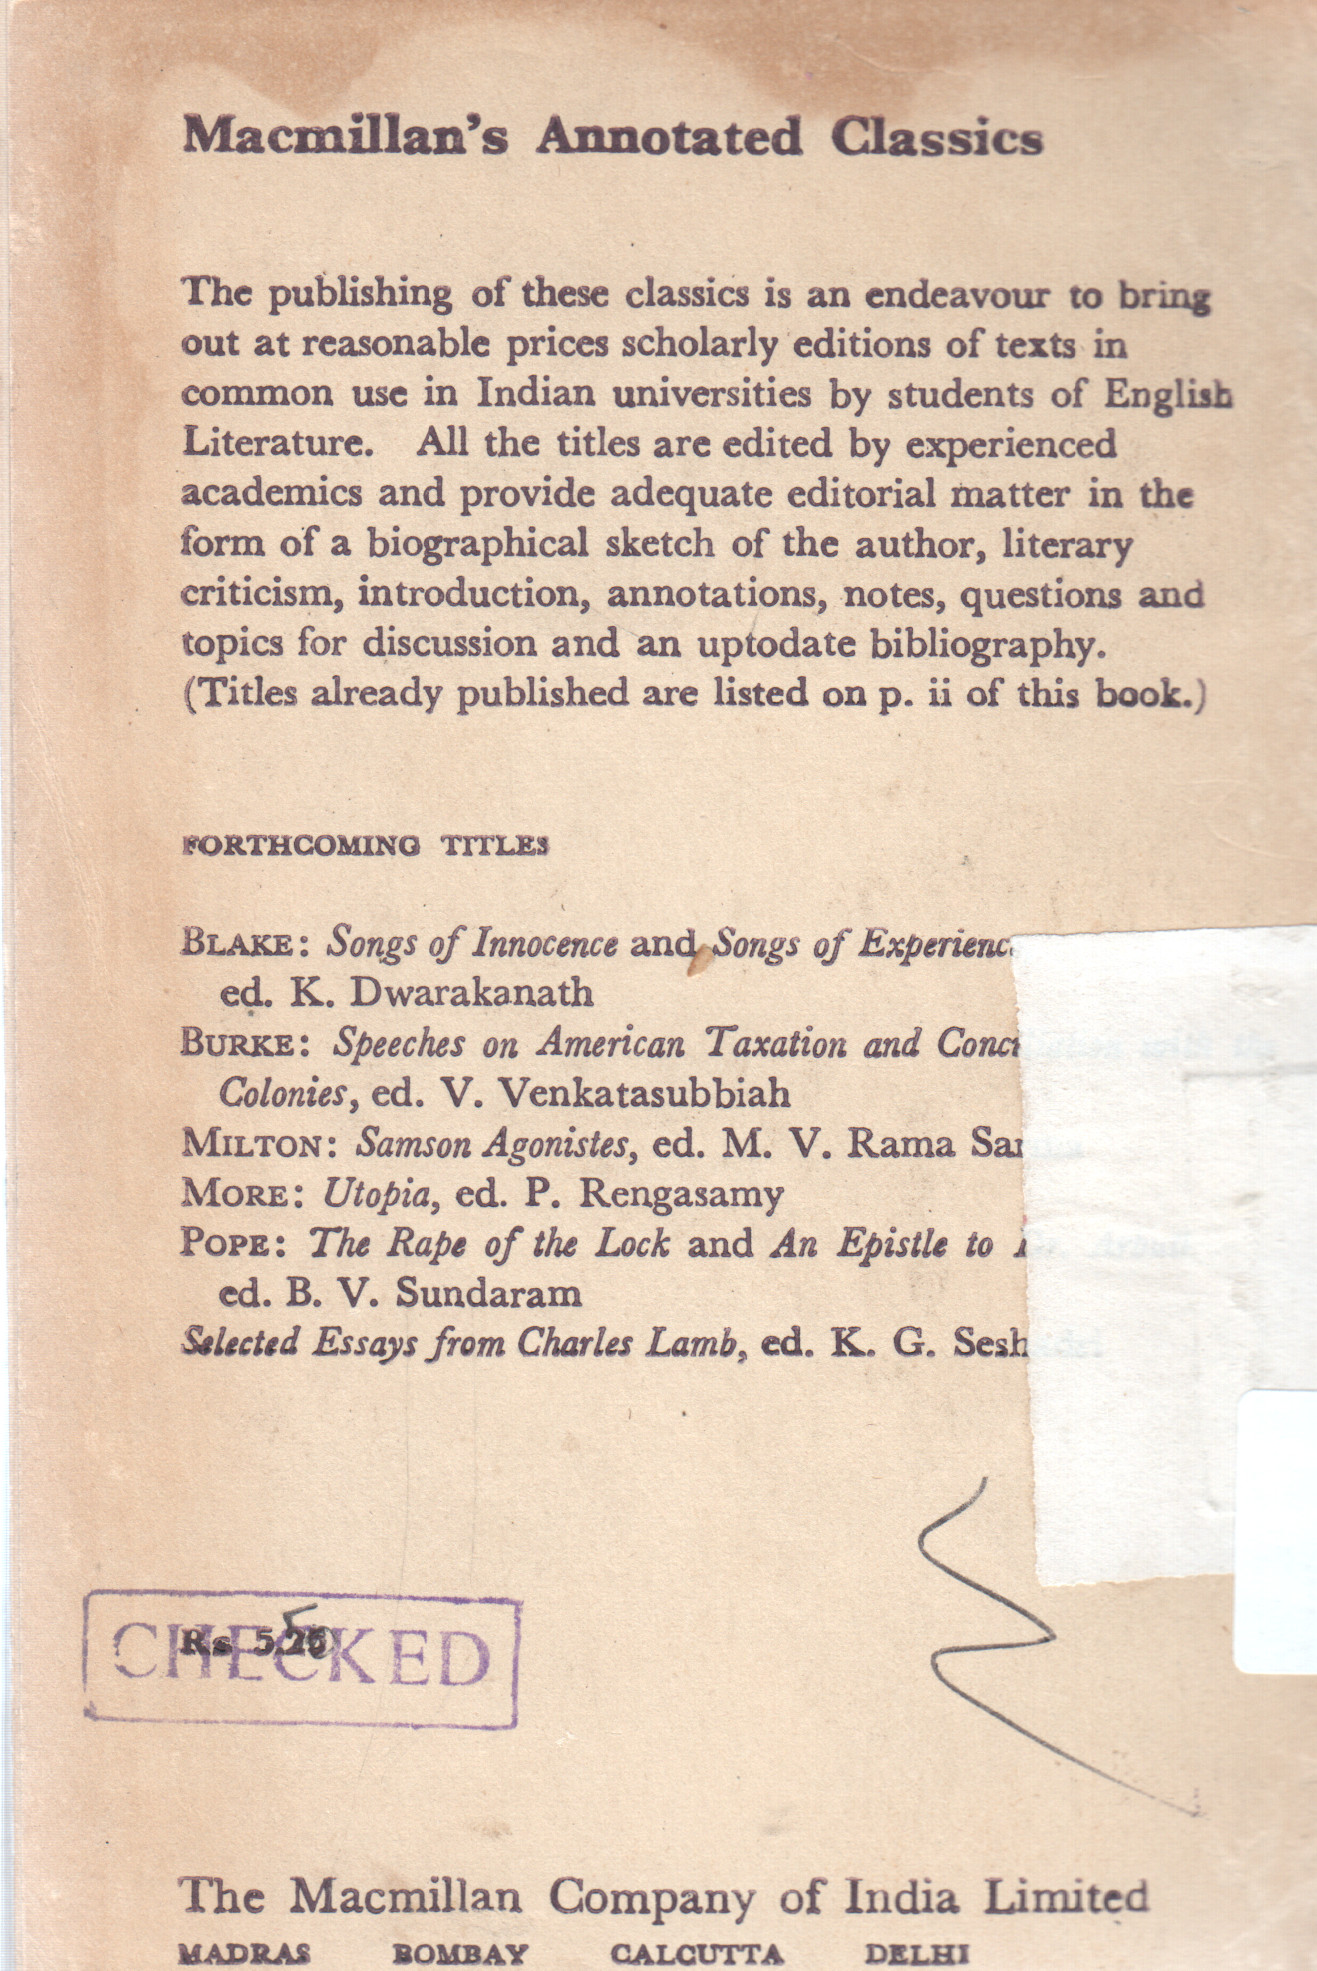 Macmillan's Annotated Classics
The publishing of these classics is an endeavour to bring
out at reasonable prices scholarly editions of texts in
common use in Indian universities by students of English
Literature. All the titles are edited by experienced
academics and provide adequate editorial matter in the
form of a biographical sketch of the author, literary
criticism, introduction, annotations, notes, questions and
topics for discussion and an uptodate bibliography.
(Titles already published are listed on p. ii of this book.)
FORTHCOMING TITLES
BLAKE: Songs of Innocence and Songs of Experienc
ed. K. Dwarakanath
BURKE: Speeches on American Taxation and Conc
Colonies, ed. V. Venkatasubbiah
MILTON: Samson Agonistes, ed. M. V. Rama Sar
MORE: Utopia, ed. P. Rengasamy
POPE: The Rape of the Lock and An Epistle to
ed. B. V. Sundaram
Selected Essays from Charles Lamb, ed. K. G. Sesh
CHECKED
Rs
The Macmillan Company of India Limited
MADRAS BOMBAY CALCUTTA DELHI